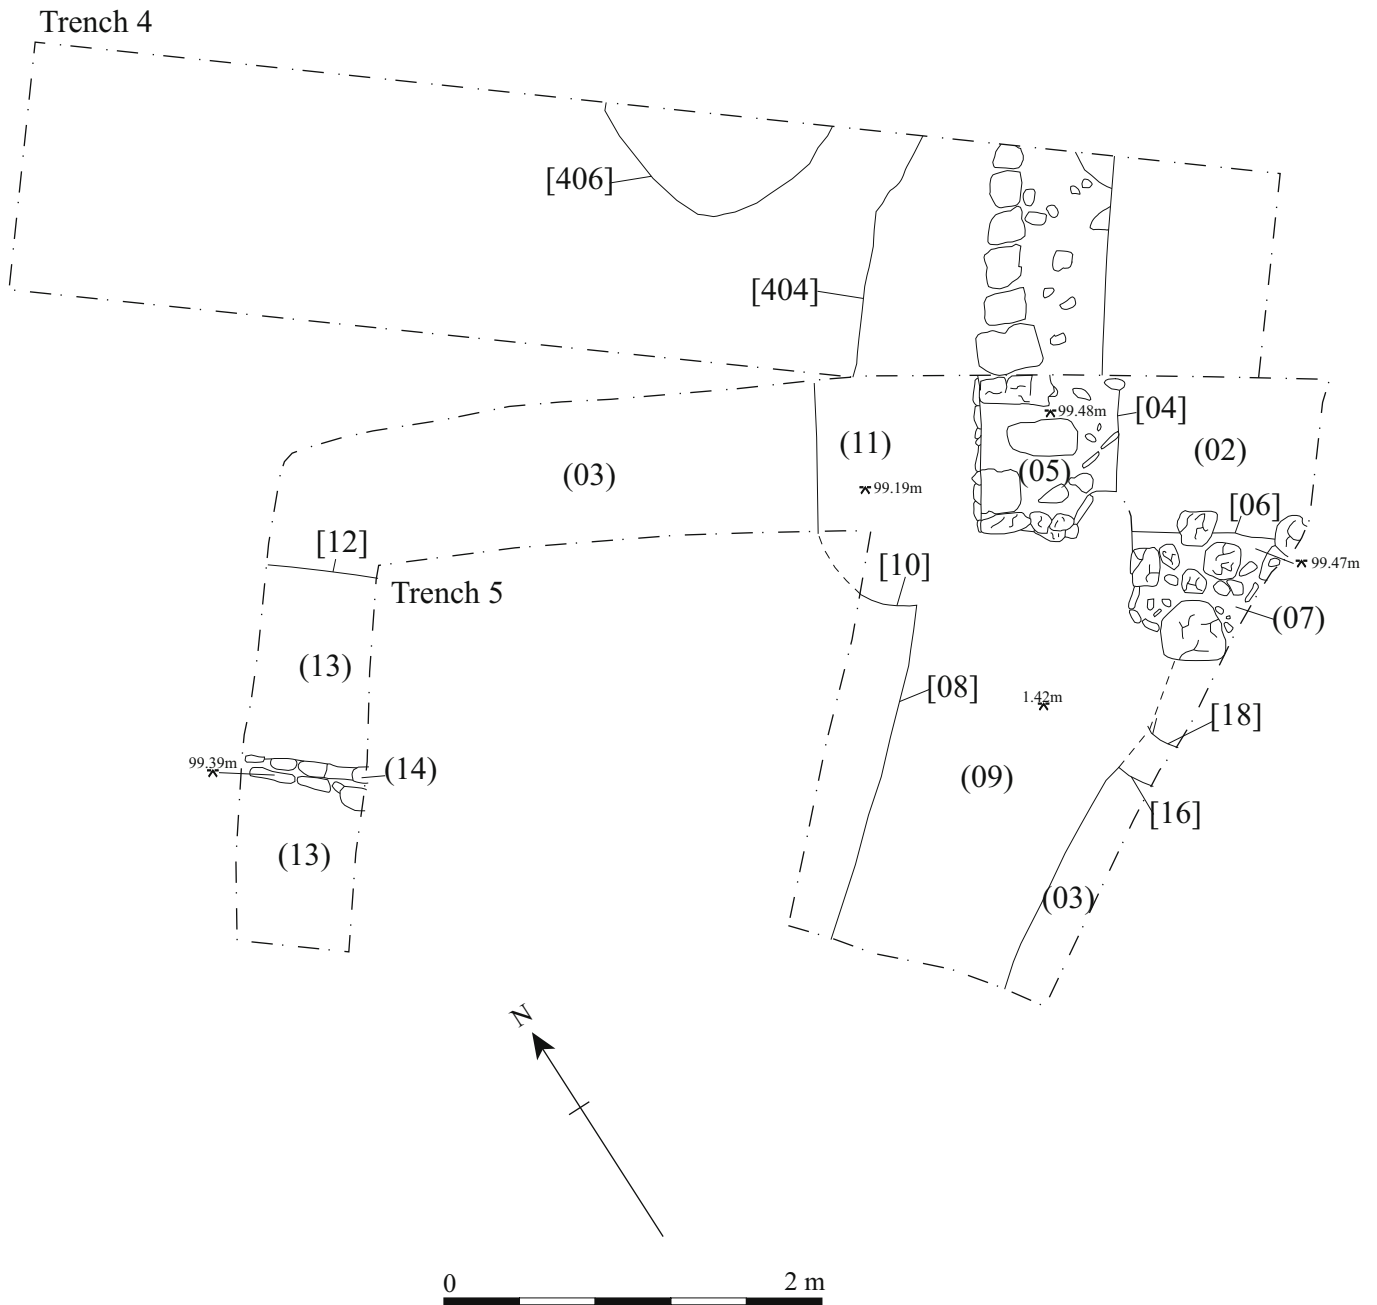 Trench 4
[406]
[404]
[04]
99.48m
(11)
(02)
(03)
(05)
99.19m
[06]
[12]
[10]
99.47m
Trench 5
(07)
(13)
[08]
1.42m
[18]
99.39m
(14)
(09)
[16]
(13)
(03)
N
0
2 m